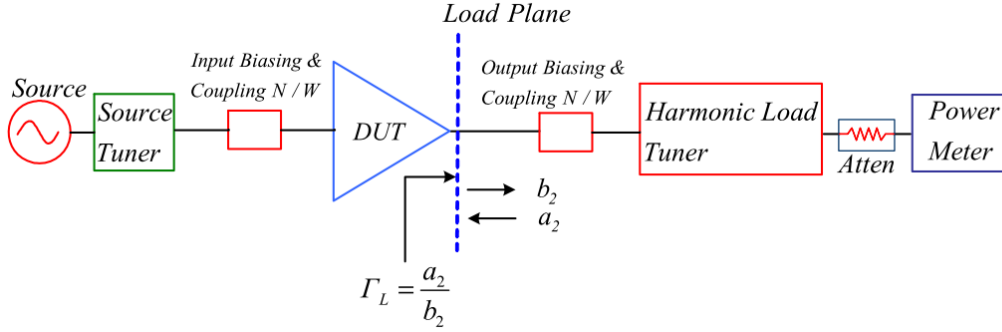 Load Plane
Input Biasing &
Coupling N / W
Output Biasing &
Coupling N / W
Source
Source
Tuner
DUT
Harmonic Load
Tuner
Atten
Power
Meter
b2
a2
ΓL = a2
b2